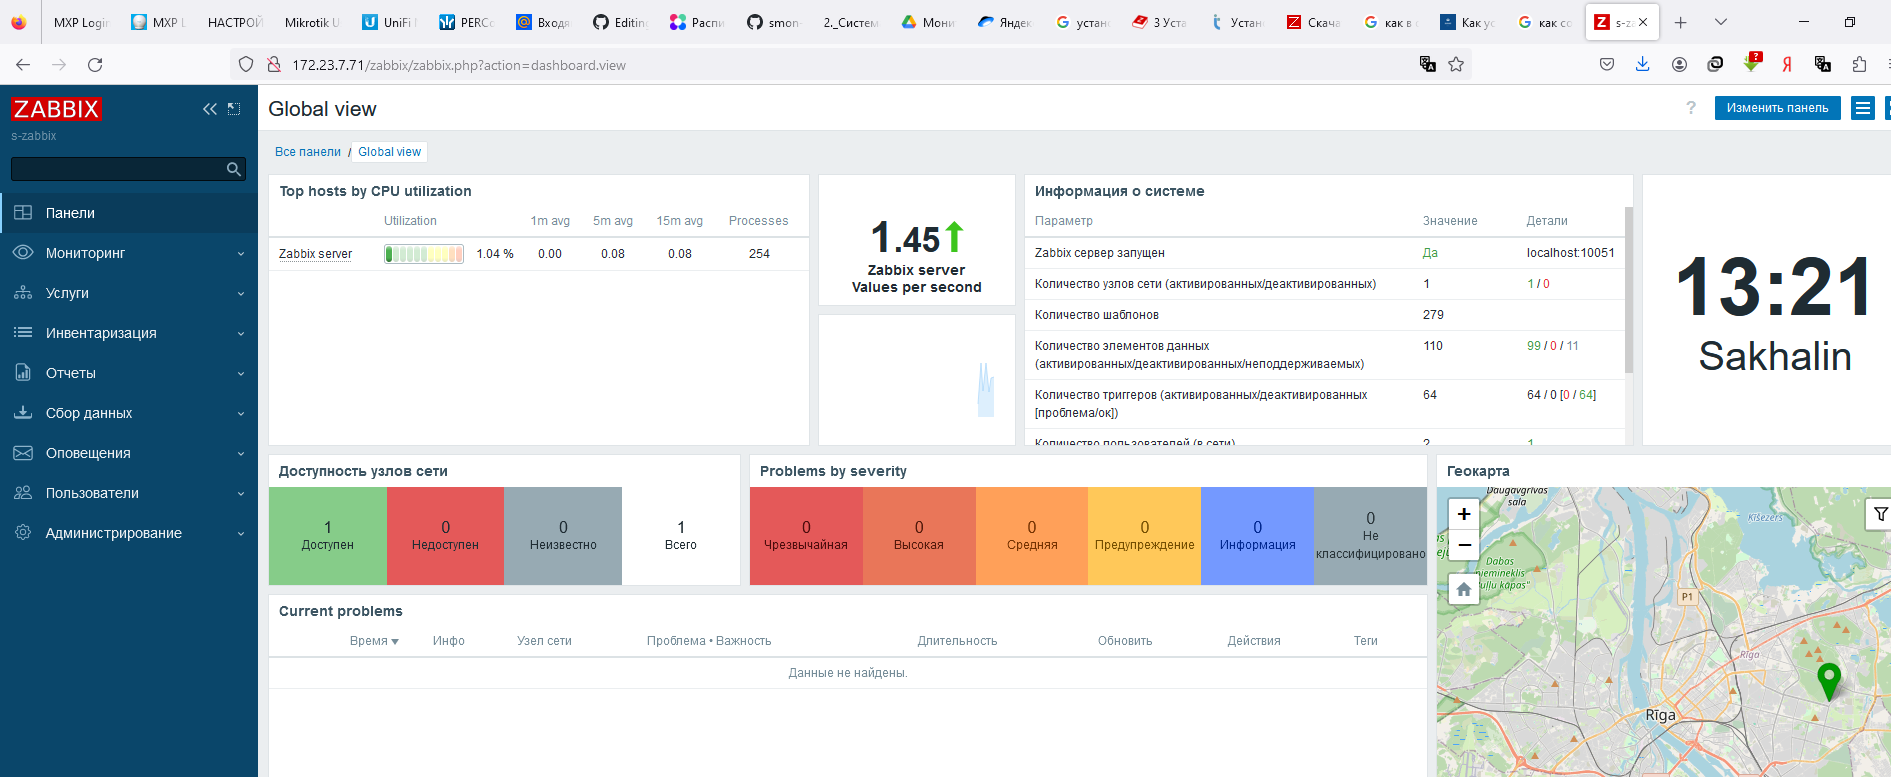 MXP Login
MXP L
НАСТРОЙ
Mikrotik U
UniFi N
PERCo
Входя
Editing
Распи
smon-
2._Систем
Мони
Яндек
устан
3 Уста
Устан
Скача
как в с
Как ус
как со
s-za
172.23.7.71/zabbix/zabbix.php?action=dashboard.view
ZABBIX
s-zabbix
Панели
Мониторинг
Услуги
Инвентаризация
Отчеты
Сбор данных
Оповещения
Пользователи
Администрирование
Global view
?
Изменить панель
Все панели / Global view
Top hosts by CPU utilization
Utilization 1m avg 5m avg 15m avg Processes
Zabbix server 1.04 % 0.00 0.08 0.08 254
1.45
Zabbix server
Values per second
Информация о системе
Параметр Значение Детали
Zabbix сервер запущен Да localhost:10051
Количество узлов сети (активированных/деактивированных) 1 1 / 0
Количество шаблонов 279
Количество элементов данных 110 99 / 0 / 11
(активированных/деактивированных/неподдерживаемых)
Количество триггеров (активированных/деактивированных 64 64 / 0 [0 / 64]
[проблема/ок])
Количество пользователей (в сети) 2 1
13:21
Sakhalin
Доступность узлов сети
1
Доступен
0
Недоступен
0
Неизвестно
1
Всего
Problems by severity
0
Чрезвычайная
0
Высокая
0
Средняя
0
Предупреждение
0
Информация
0
Не
классифицировано
Геокарта
+
−
Daugavgrīvas
sala
Ķīšezers
Dabas
piemineklis
P1
Rīga
Rīga
Current problems
Время Инфо Узел сети Проблема • Важность Длительность Обновить Действия Теги
Данные не найдены.